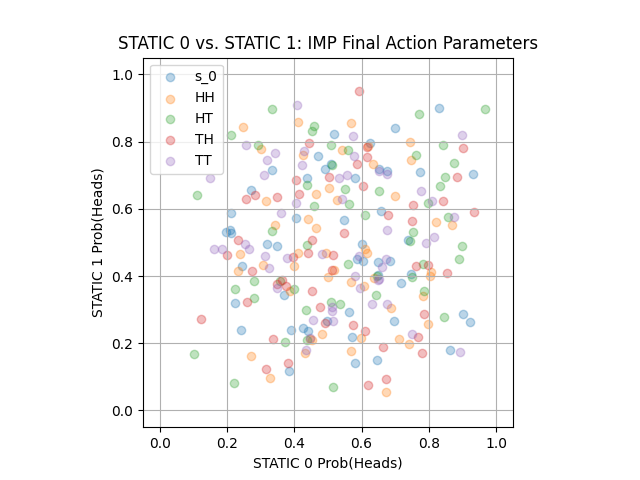 STATIC 0 vs. STATIC 1: IMP Final Action Parameters
1.0
0.8
0.6
0.4
0.2
0.0
STATIC 1 Prob(Heads)
s_0
HH
HT
TH
TT
0.0 0.2 0.4 0.6 0.8 1.0
STATIC 0 Prob(Heads)